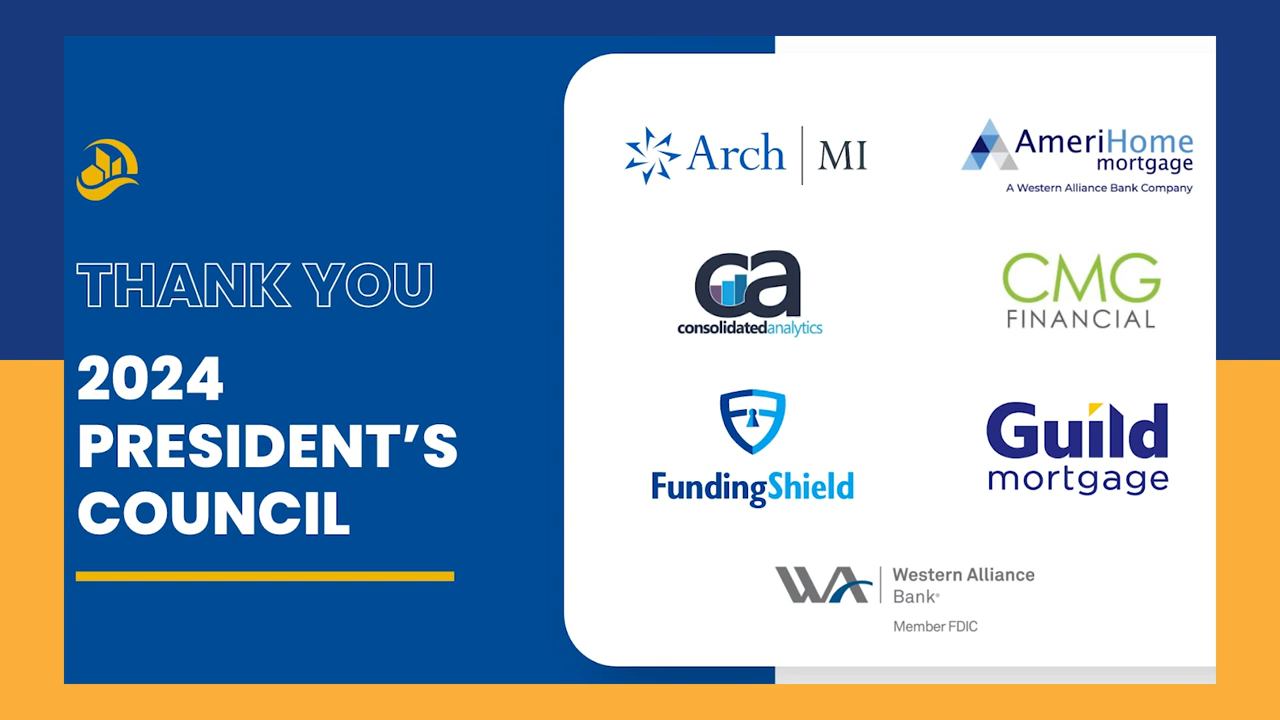 THANK YOU
2024
PRESIDENT’S
COUNCIL
Arch | MI
AmeriHome
mortgage
A Western Alliance Bank Company
ca
consolidatedanalytics
CMG
FINANCIAL
FundingShield
Guild
mortgage
WA
Western Alliance
Bank®
Member FDIC